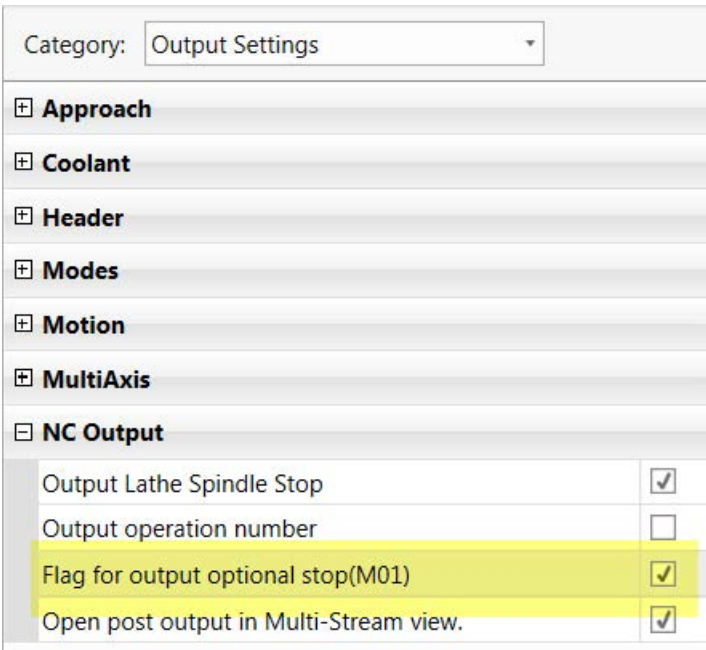 Category: Output Settings
Approach
Coolant
Header
Modes
Motion
MultiAxis
NC Output
Output Lathe Spindle Stop
Output operation number
Flag for output optional stop(M01)
Open post output in Multi-Stream view.